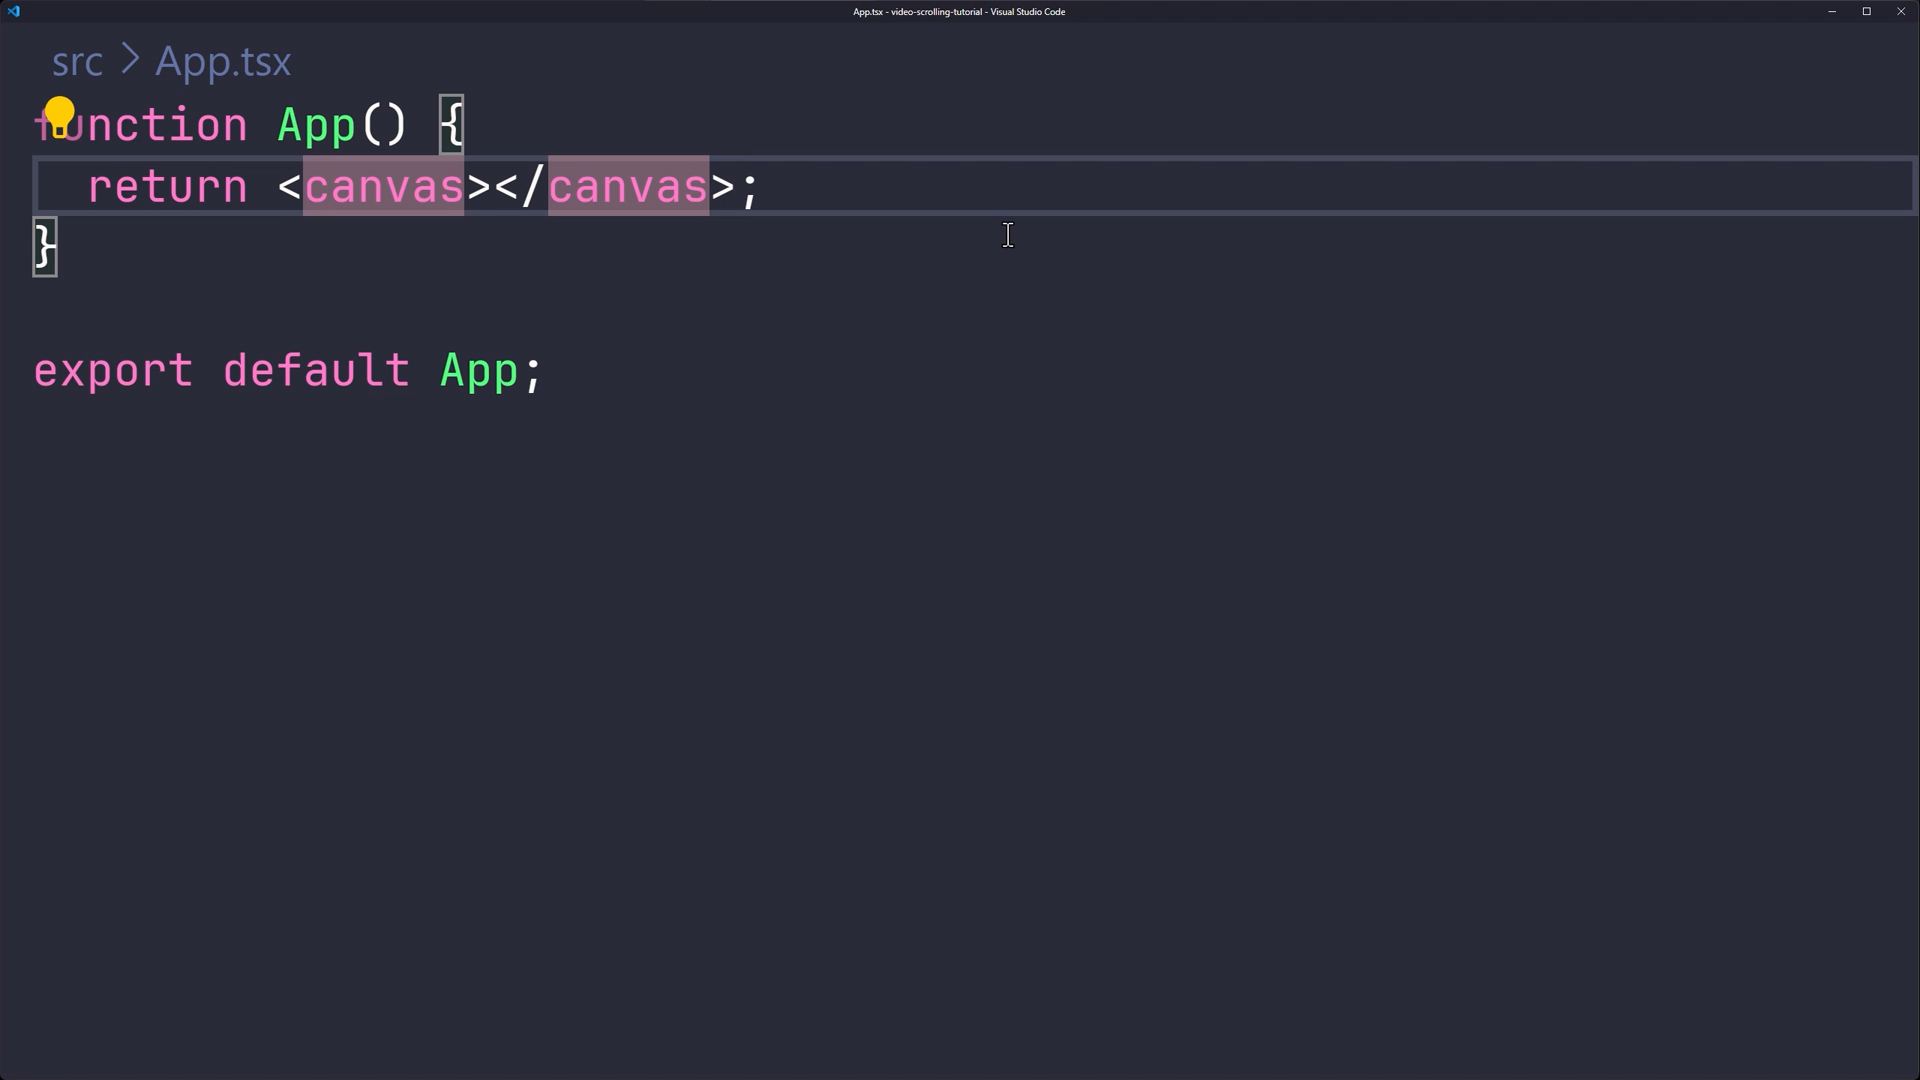 App.tsx - video-scrolling-tutorial - Visual Studio Code
src > App.tsx
function App() {
  return <canvas></canvas>;
}
export default App;